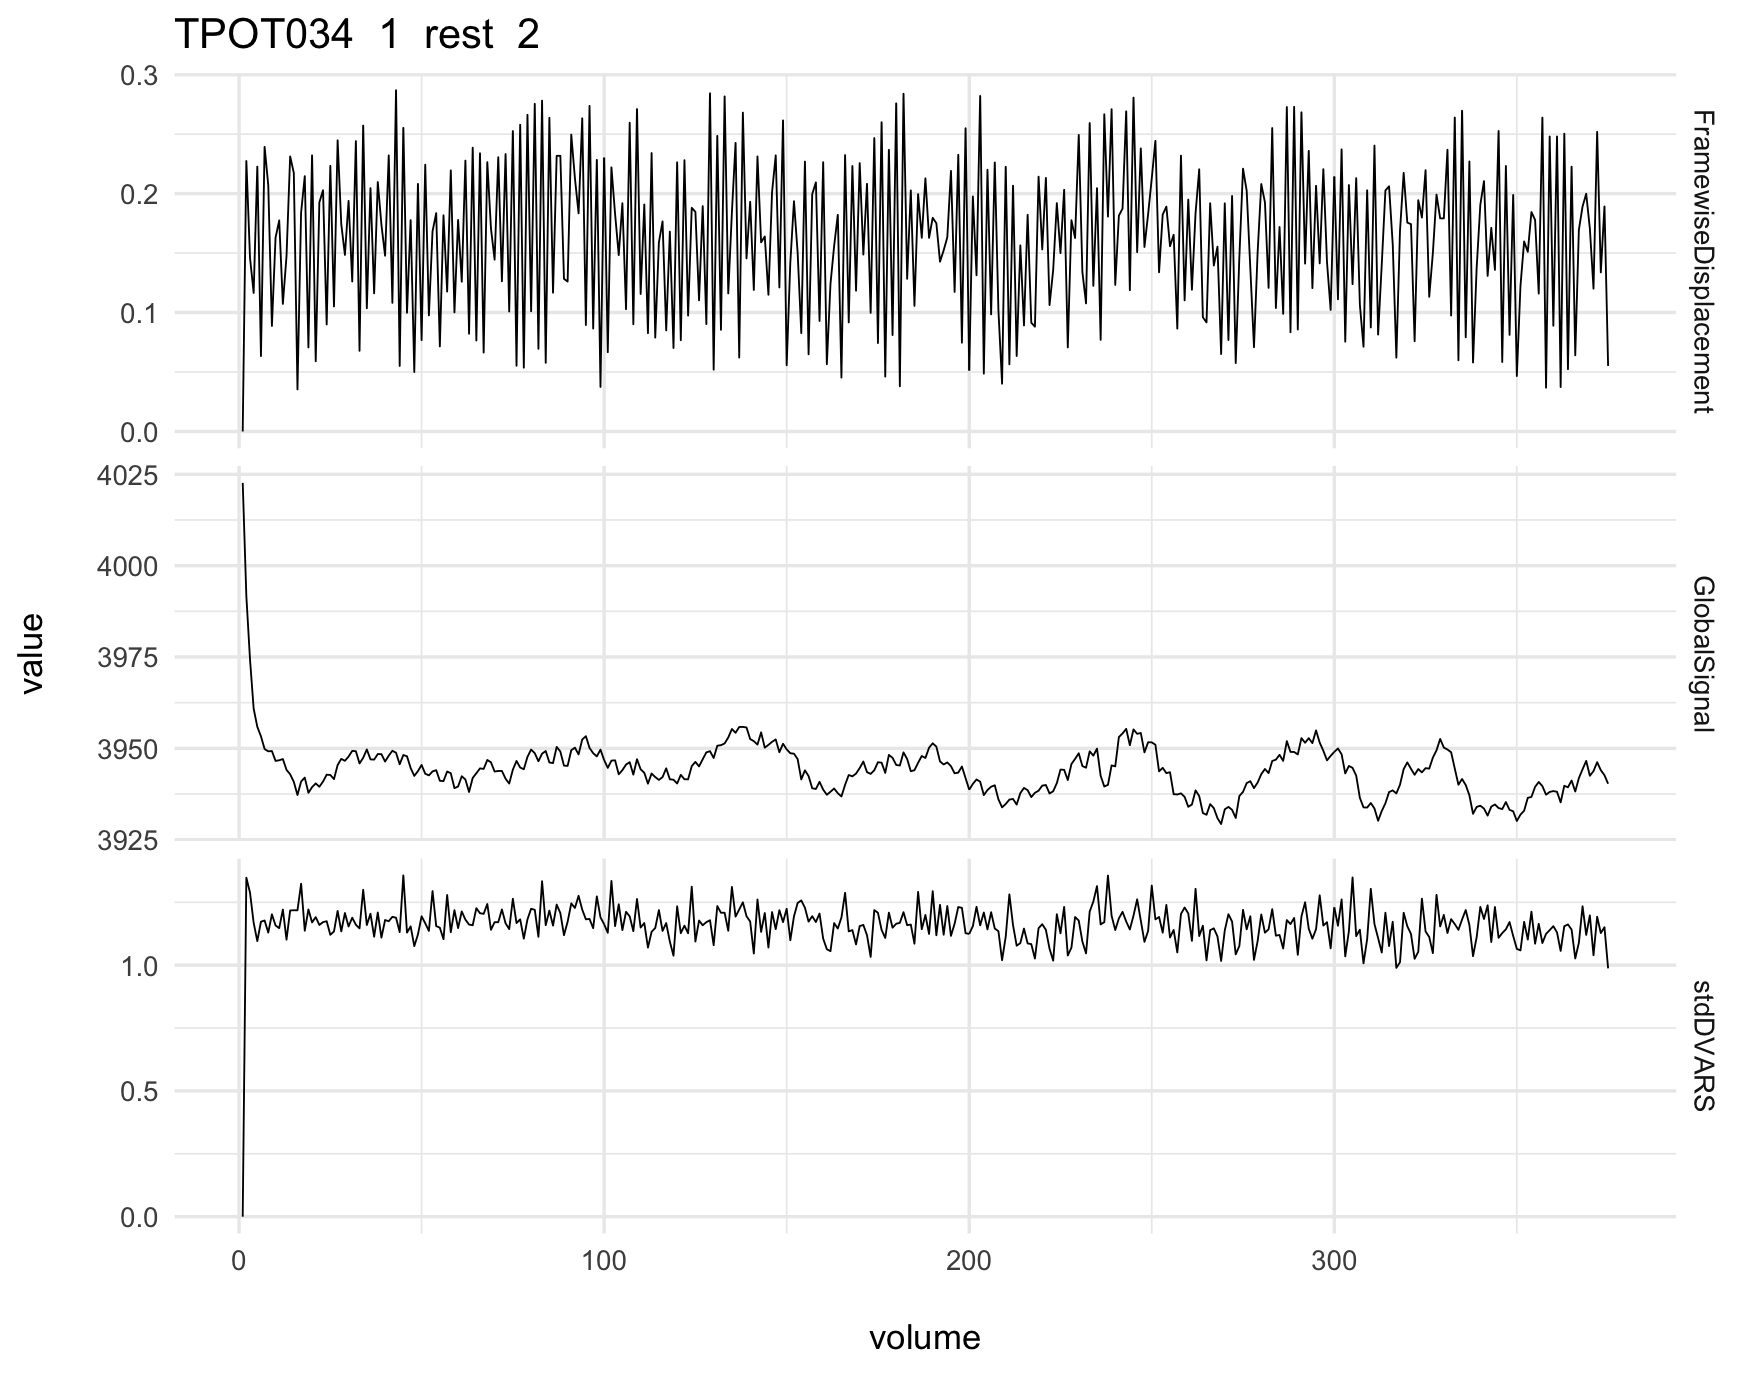 TPOT034 1 rest 2
0.3
0.2
0.1
0.0
FramewiseDisplacement
4025
4000
3975
3950
3925
GlobalSignal
value
1.0
0.5
0.0
stdDVARS
0 100 200 300
volume